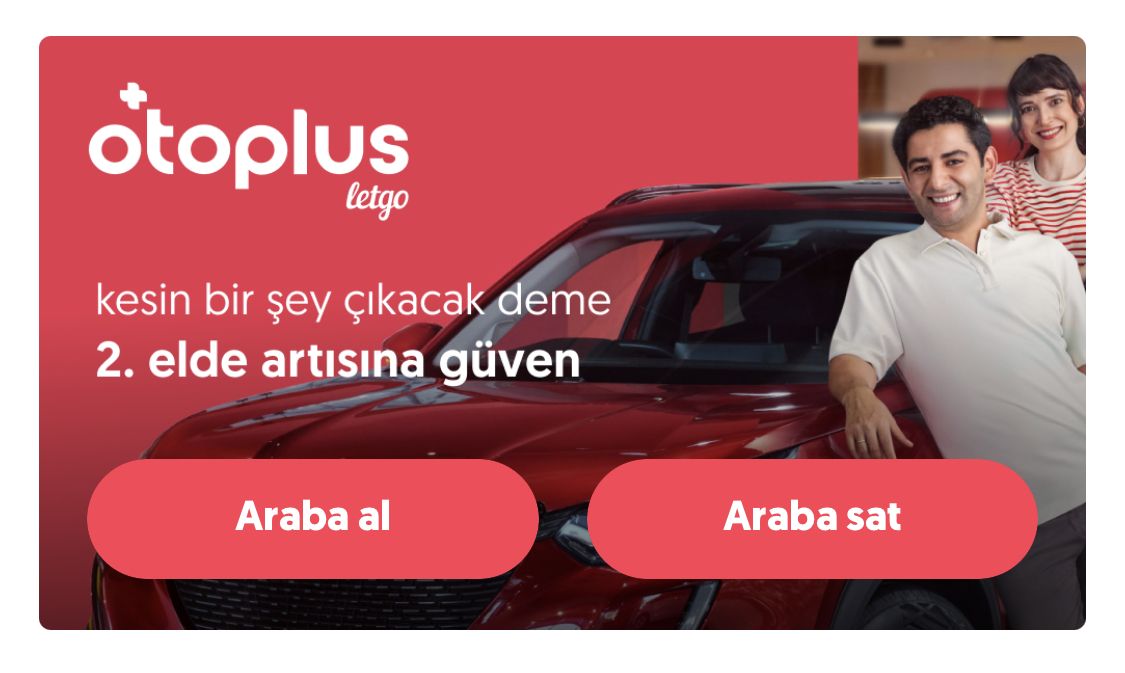 otoplus
letgo
kesin bir şey çıkacak deme
2. elde artısına güven
Araba al
Araba sat